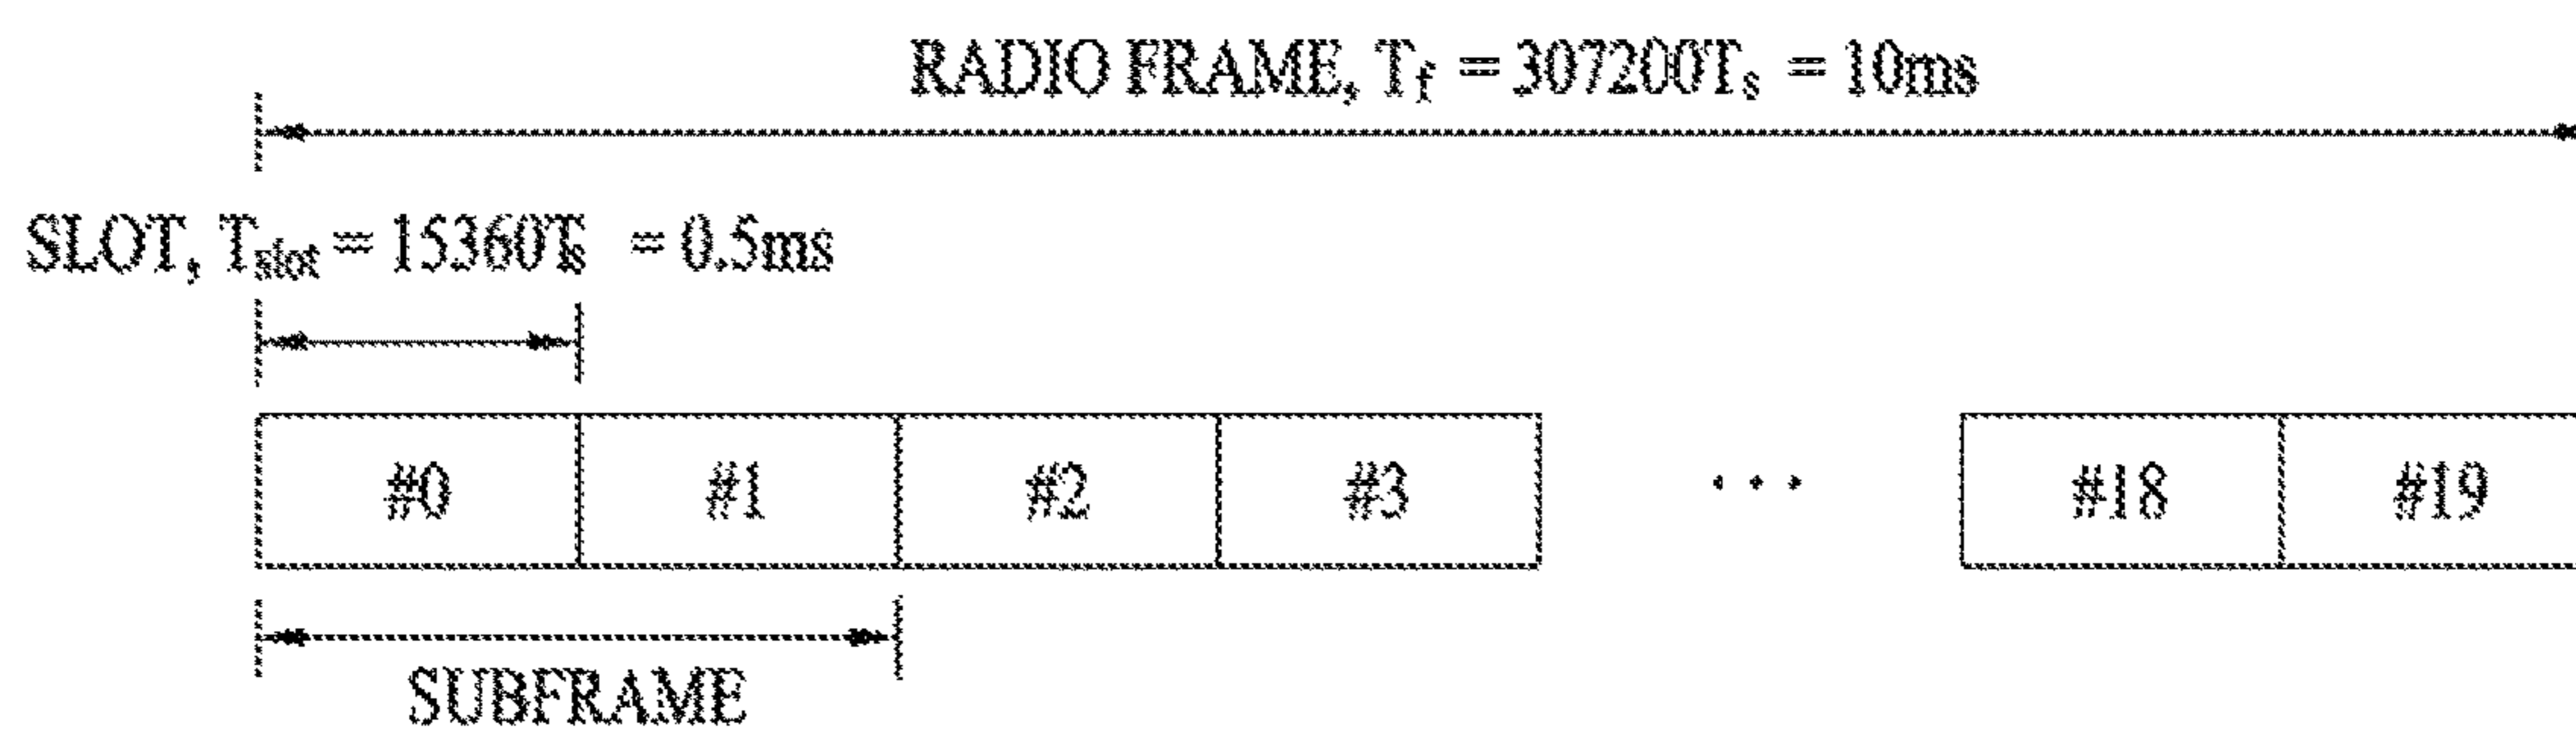 RADIO FRAME, Tf = 307200Ts = 10ms
SLOT, Tslot = 15360Ts = 0.5ms
#0 #1 #2 #3 ... #18 #19
SUBFRAME